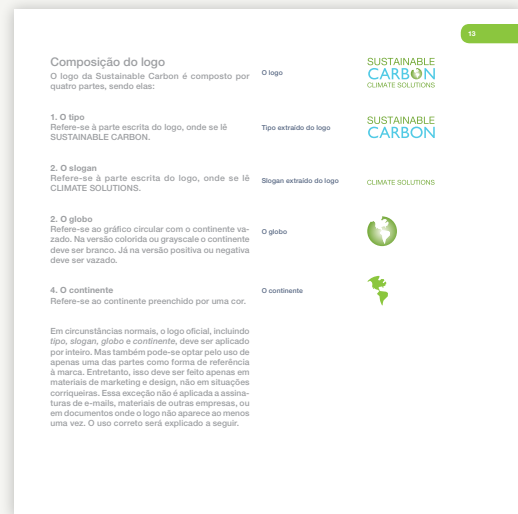 13
Composição do logo
O logo da Sustainable Carbon é composto por
quatro partes, sendo elas:
O logo
SUSTAINABLE
CARBON
CLIMATE SOLUTIONS
1. O tipo
Refere-se à parte escrita do logo, onde se lê
SUSTAINABLE CARBON.
Tipo extraído do logo
SUSTAINABLE
CARBON
2. O slogan
Refere-se à parte escrita do logo, onde se lê
CLIMATE SOLUTIONS.
Slogan extraído do logo
CLIMATE SOLUTIONS
2. O globo
Refere-se ao gráfico circular com o continente va-
zado. Na versão colorida ou grayscale o continente
deve ser branco. Já na versão positiva ou negativa
deve ser vazado.
O globo
4. O continente
Refere-se ao continente preenchido por uma cor.
O continente
Em circunstâncias normais, o logo oficial, incluindo
tipo, slogan, globo e continente, deve ser aplicado
por inteiro. Mas também pode-se optar pelo uso de
apenas uma das partes como forma de referência
à marca. Entretanto, isso deve ser feito apenas em
materiais de marketing e design, não em situações
corriqueiras. Essa exceção não é aplicada a assina-
turas de e-mails, materiais de outras empresas, ou
em documentos onde o logo não aparece ao menos
uma vez. O uso correto será explicado a seguir.